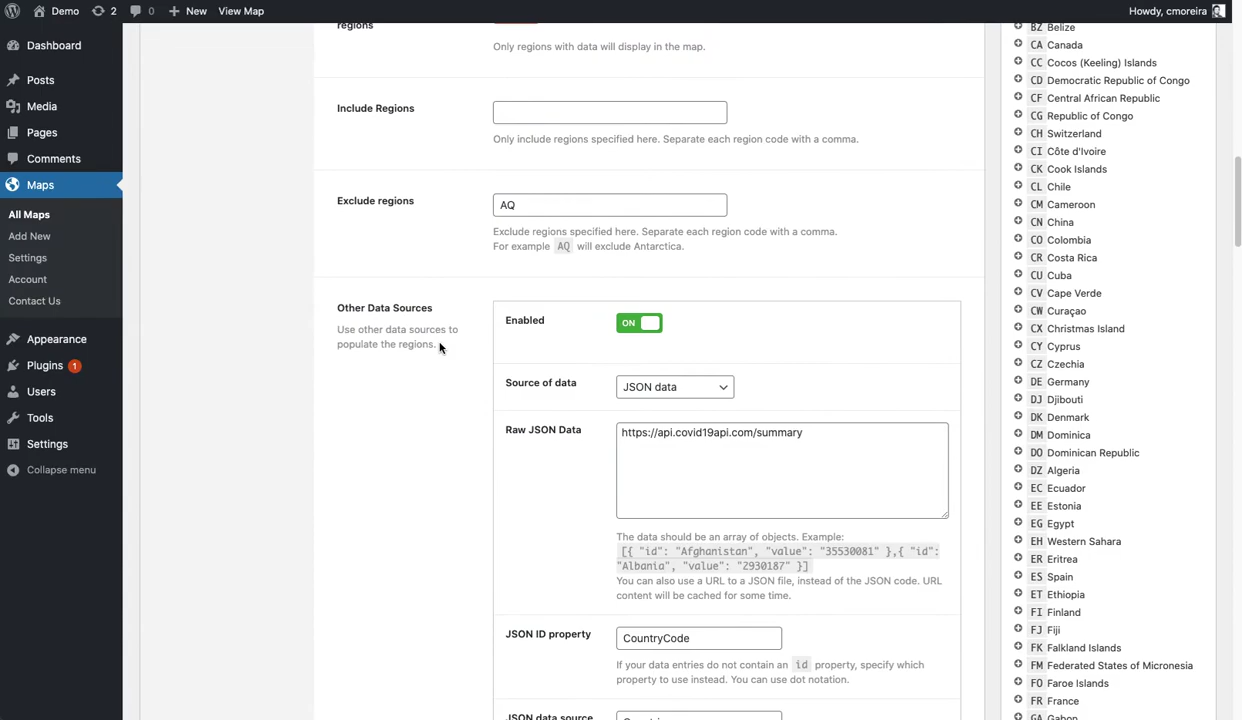 Demo
2
0
New
View Map
Howdy, cmoreira
Dashboard
Posts
Media
Pages
Comments
Maps
All Maps
Add New
Settings
Account
Contact Us
Appearance
Plugins 1
Users
Tools
Settings
Collapse menu
regions
Only regions with data will display in the map.
Include Regions
Only include regions specified here. Separate each region code with a comma.
Exclude regions
AQ
Exclude regions specified here. Separate each region code with a comma.
For example AQ will exclude Antarctica.
Other Data Sources
Use other data sources to
populate the regions.
Enabled
ON
Source of data
JSON data
Raw JSON Data
https://api.covid19api.com/summary
The data should be an array of objects. Example:
[{ "id": "Afghanistan", "value": "35530081" },{ "id":
"Albania", "value": "2930187" }]
You can also use a URL to a JSON file, instead of the JSON code. URL
content will be cached for some time.
JSON ID property
CountryCode
If your data entries do not contain an id property, specify which
property to use instead. You can use dot notation.
JSON data source
Countries
BZ Belize
CA Canada
CC Cocos (Keeling) Islands
CD Democratic Republic of Congo
CF Central African Republic
CG Republic of Congo
CH Switzerland
CI Côte d'Ivoire
CK Cook Islands
CL Chile
CM Cameroon
CN China
CO Colombia
CR Costa Rica
CU Cuba
CV Cape Verde
CW Curaçao
CX Christmas Island
CY Cyprus
CZ Czechia
DE Germany
DJ Djibouti
DK Denmark
DM Dominica
DO Dominican Republic
DZ Algeria
EC Ecuador
EE Estonia
EG Egypt
EH Western Sahara
ER Eritrea
ES Spain
ET Ethiopia
FI Finland
FJ Fiji
FK Falkland Islands
FM Federated States of Micronesia
FO Faroe Islands
FR France
GA Gabon